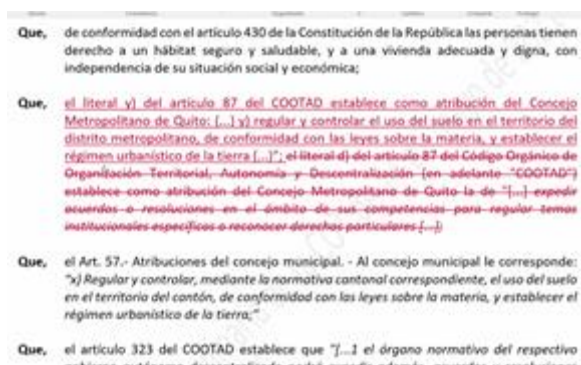 Que, de conformidad con el artículo 430 de la Constitución de la República las personas tienen
derecho a un hábitat seguro y saludable, y a una vivienda adecuada y digna, con
independencia de su situación social y económica;
Que, el literal y) del artículo 87 del COOTAD establece como atribución del Concejo
Metropolitano de Quito: [...] y) regular y controlar el uso del suelo en el territorio del
distrito metropolitano, de conformidad con las leyes sobre la materia, y establecer el
régimen urbanístico de la tierra [...]"; el literal d) del artículo 87 del Código Orgánico de
Organización Territorial, Autonomía y Descentralización (en adelante "COOTAD")
establece como atribución del Concejo Metropolitano de Quito la de "[...] expedir
acuerdos o resoluciones en el ámbito de sus competencias para regular temas
institucionales específicos o reconocer derechos particulares [...])
Que, el Art. 57.- Atribuciones del concejo municipal. - Al concejo municipal le corresponde:
"x) Regular y controlar, mediante la normativa cantonal correspondiente, el uso del suelo
en el territorio del cantón, de conformidad con las leyes sobre la materia, y establecer el
régimen urbanístico de la tierra;"
Que, el artículo 323 del COOTAD establece que "[...] el órgano normativo del respectivo